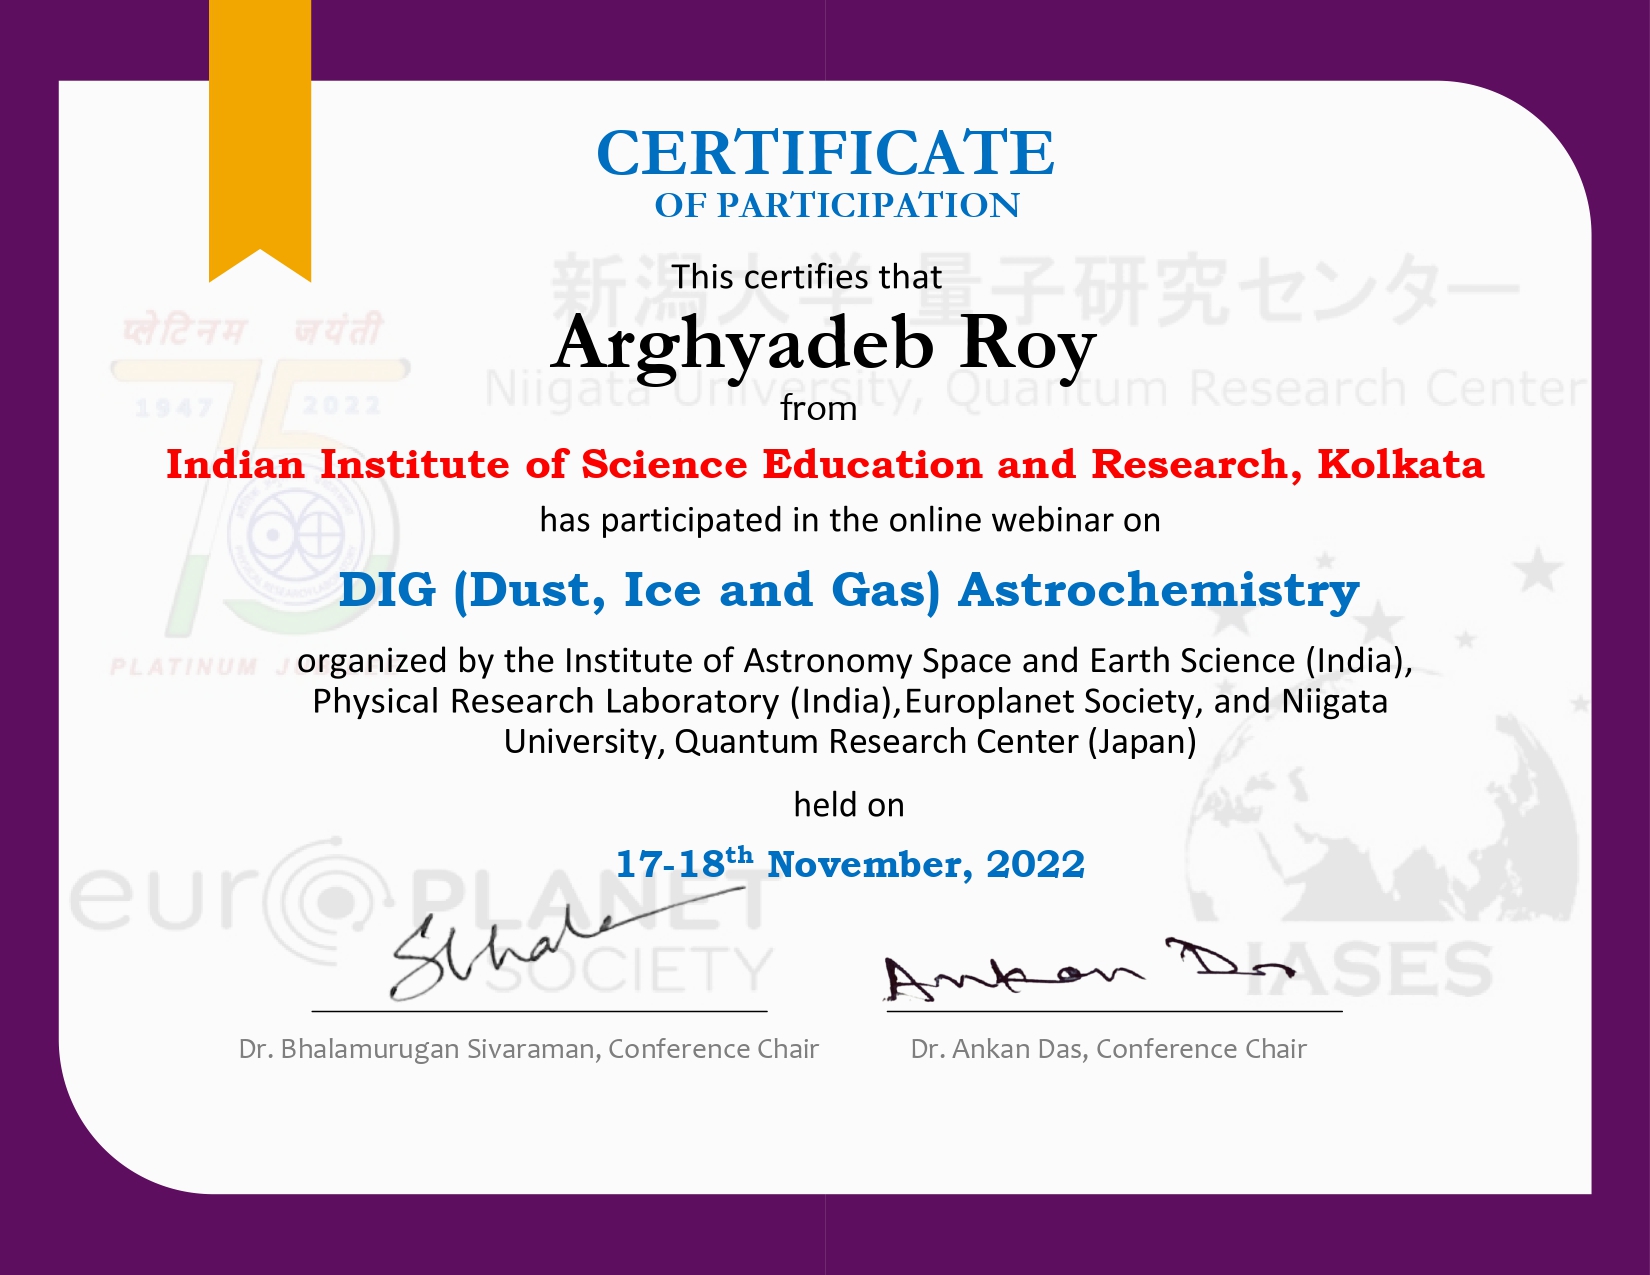 CERTIFICATE
OF PARTICIPATION
This certifies that
新潟大学 量子研究センター
Arghyadeb Roy
Niigata University, Quantum Research Center
from
प्लेटिनम जयंती
75
1947 2022
Indian Institute of Science Education and Research, Kolkata
has participated in the online webinar on
DIG (Dust, Ice and Gas) Astrochemistry
PLATINUM JUBILEE
organized by the Institute of Astronomy Space and Earth Science (India),
Physical Research Laboratory (India),Europlanet Society, and Niigata
University, Quantum Research Center (Japan)
held on
17-18th November, 2022
euroPLANET
SOCIETY
IASES
Ankan Das
Dr. Bhalamurugan Sivaraman, Conference Chair
Dr. Ankan Das, Conference Chair